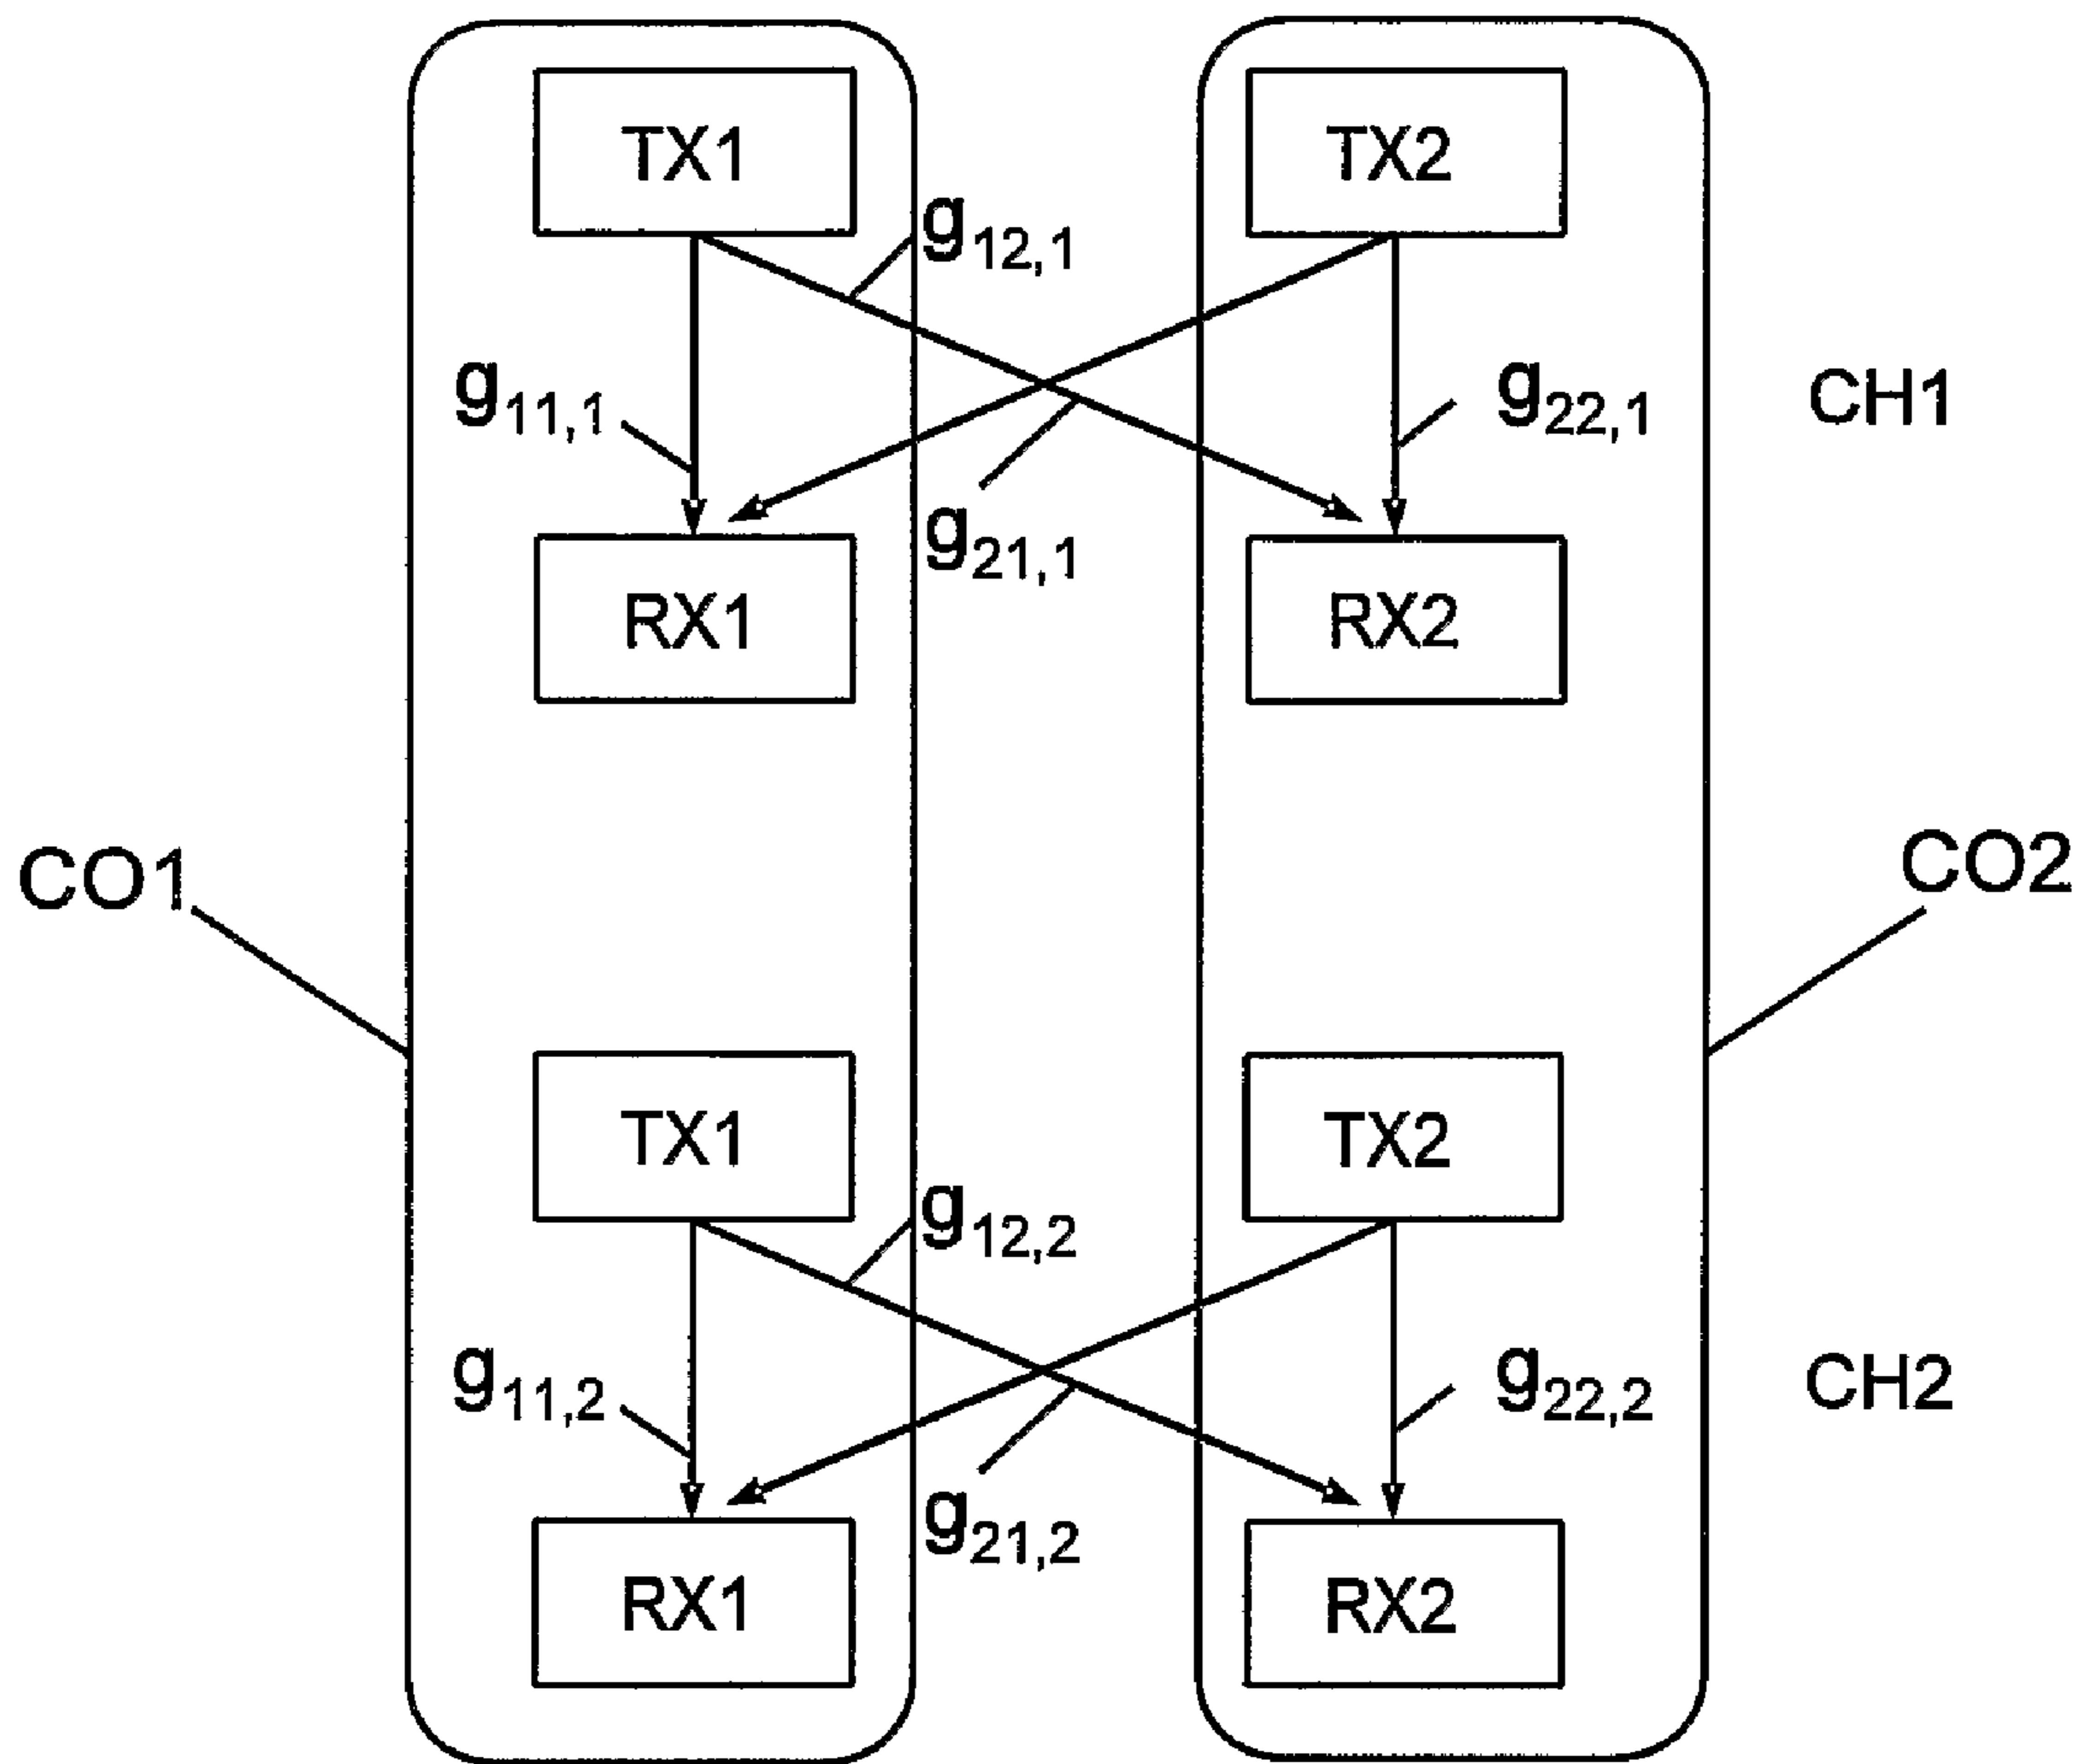 TX1
TX2
g12,1
g11,1
g22,1
CH1
g21,1
RX1
RX2
CO1
CO2
TX1
TX2
g12,2
g11,2
g22,2
CH2
g21,2
RX1
RX2